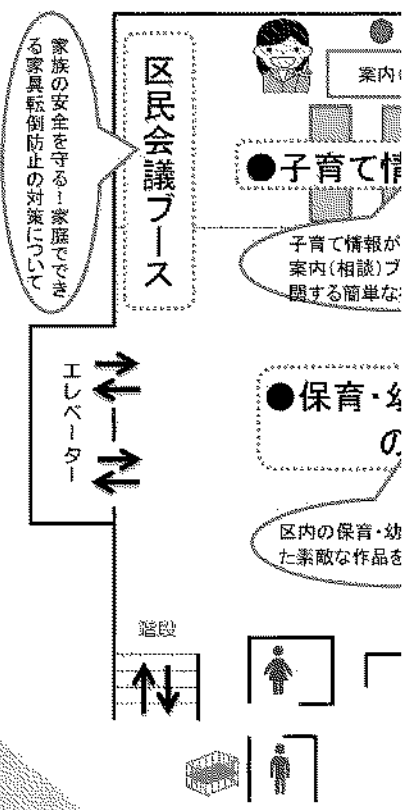 家族の安全を守る！家庭ででき
る家具転倒防止の対策について
区民会議ブース
案内
●子育て情
子育て情報が
案内(相談)ブ
関する簡単な
エレベーター
●保育・幼
の
区内の保育・幼
た素敵な作品を
階段